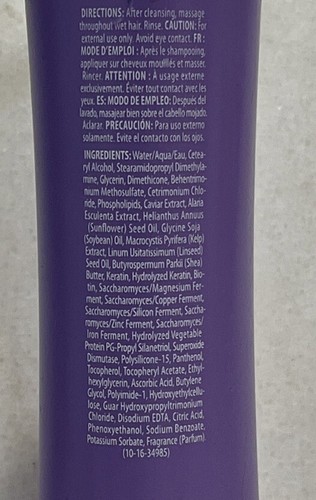 DIRECTIONS: After cleansing, massage
throughout wet hair. Rinse. CAUTION: For
external use only. Avoid eye contact. FR :
MODE D'EMPLOI : Après le shampooing,
appliquer sur cheveux mouillés et masser.
Rincer. ATTENTION : À usage externe
exclusivement. Éviter tout contact avec les
yeux. ES: MODO DE EMPLEO: Después del
lavado, masajear bien sobre el cabello mojado.
Aclarar. PRECAUCIÓN: Para uso externo
solamente. Evite el contacto con los ojos.
INGREDIENTS: Water/Aqua/Eau, Cetea-
ryl Alcohol, Stearamidopropyl Dimethyla-
mine, Glycerin, Dimethicone, Behentrimo-
nium Methosulfate, Cetrimonium Chlo-
ride, Phospholipids, Caviar Extract, Alaria
Esculenta Extract, Helianthus Annuus
(Sunflower) Seed Oil, Glycine Soja
(Soybean) Oil, Macrocystis Pyrifera (Kelp)
Extract, Linum Usitatissimum (Linseed)
Seed Oil, Butyrospermum Parkii (Shea)
Butter, Keratin, Hydrolyzed Keratin, Bio-
tin, Saccharomyces/Magnesium Fer-
ment, Saccharomyces/Copper Ferment,
Saccharomyces/Silicon Ferment, Saccha-
romyces/Zinc Ferment, Saccharomyces/
Iron Ferment, Hydrolyzed Vegetable
Protein PG-Propyl Silanetriol, Superoxide
Dismutase, Polysilicone-15, Panthenol,
Tocopherol, Tocopheryl Acetate, Ethyl-
hexylglycerin, Ascorbic Acid, Butylene
Glycol, Polyimide-1, Hydroxyethylcellu-
lose, Guar Hydroxypropyltrimonium
Chloride, Disodium EDTA, Citric Acid,
Phenoxyethanol, Sodium Benzoate,
Potassium Sorbate, Fragrance (Parfum)
(10-16-34985)